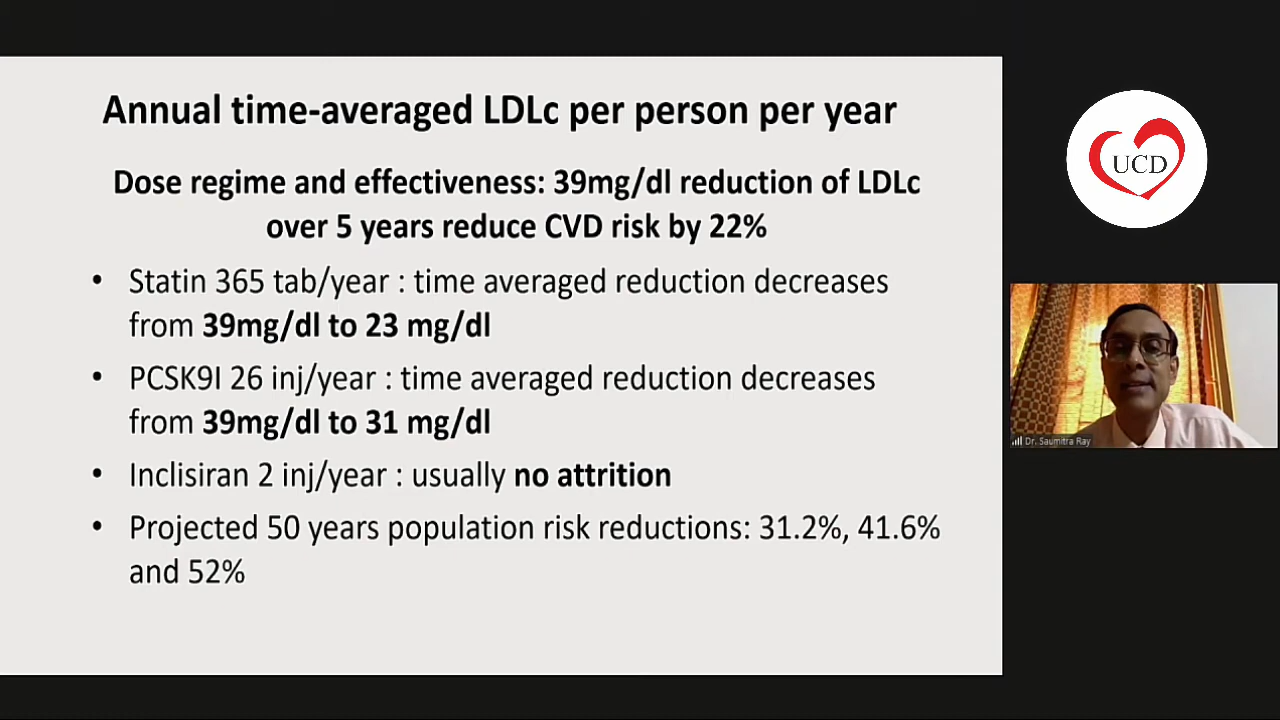 Annual time-averaged LDLc per person per year
Dose regime and effectiveness: 39mg/dl reduction of LDLc
over 5 years reduce CVD risk by 22%
• Statin 365 tab/year : time averaged reduction decreases
from 39mg/dl to 23 mg/dl
• PCSK9I 26 inj/year : time averaged reduction decreases
from 39mg/dl to 31 mg/dl
• Inclisiran 2 inj/year : usually no attrition
• Projected 50 years population risk reductions: 31.2%, 41.6%
and 52%
UCD
Dr. Saumitra Ray